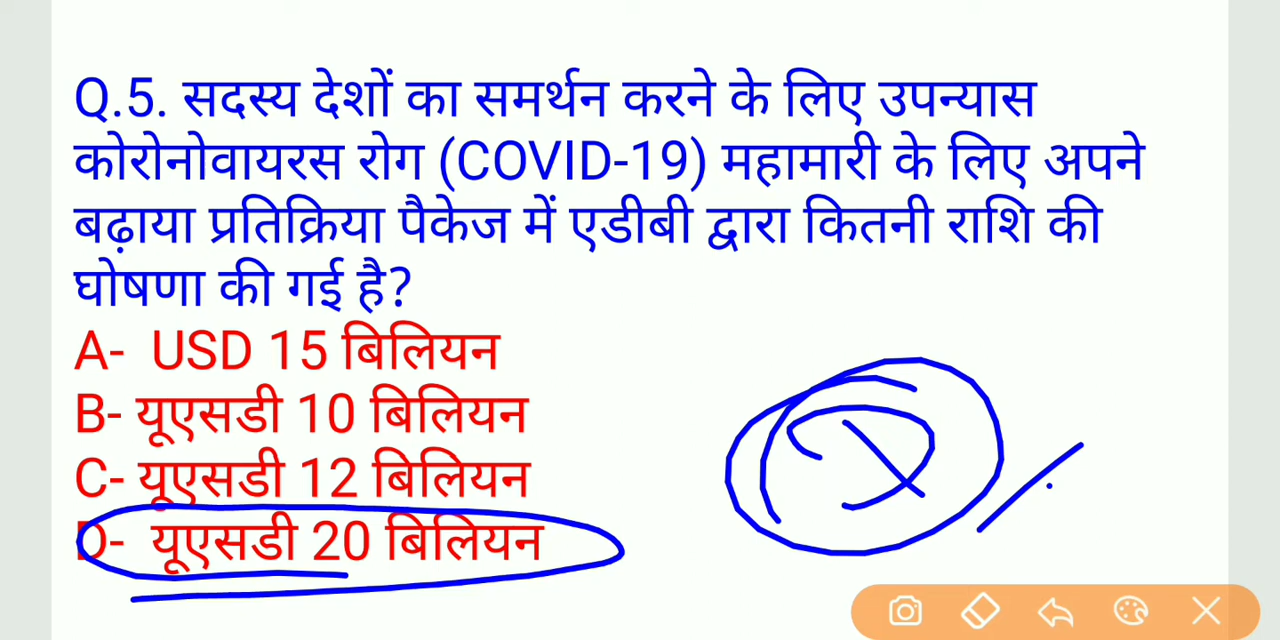 Q.5. सदस्य देशों का समर्थन करने के लिए उपन्यास
कोरोनोवायरस रोग (COVID-19) महामारी के लिए अपने
बढ़ाया प्रतिक्रिया पैकेज में एडीबी द्वारा कितनी राशि की
घोषणा की गई है?
A- USD 15 बिलियन
B- यूएसडी 10 बिलियन
C- यूएसडी 12 बिलियन
D- यूएसडी 20 बिलियन